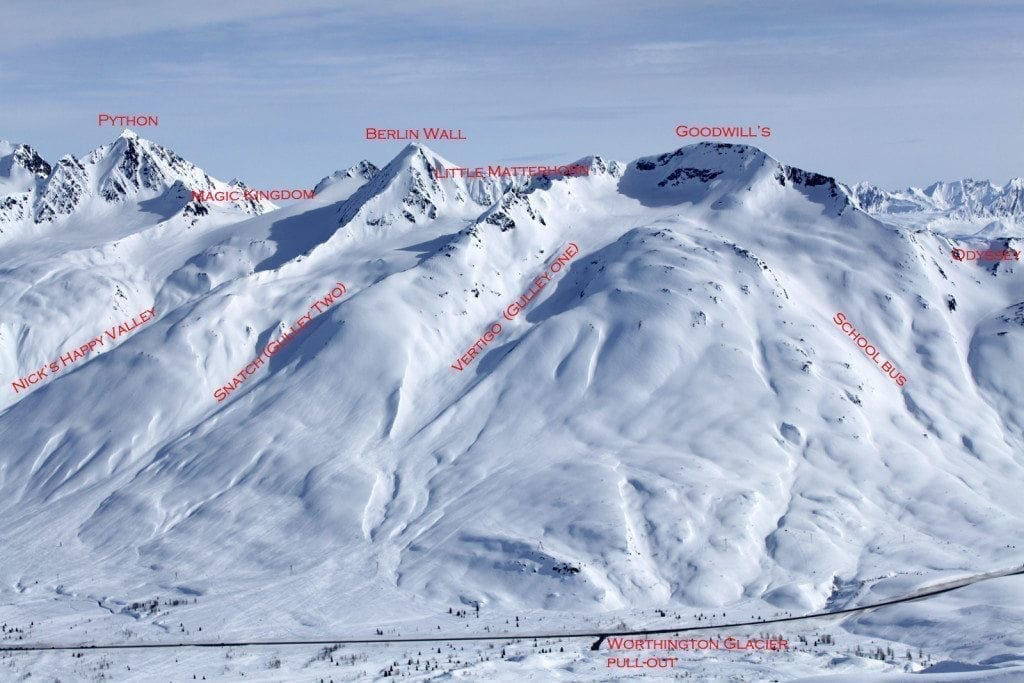 Python
Berlin Wall
Goodwill's
Magic Kingdom
Little Matterhorn
Odyssey
Nick's Happy Valley
Snatch (Gulley Two)
Vertigo (Gulley One)
School bus
Worthington Glacier
pull-out